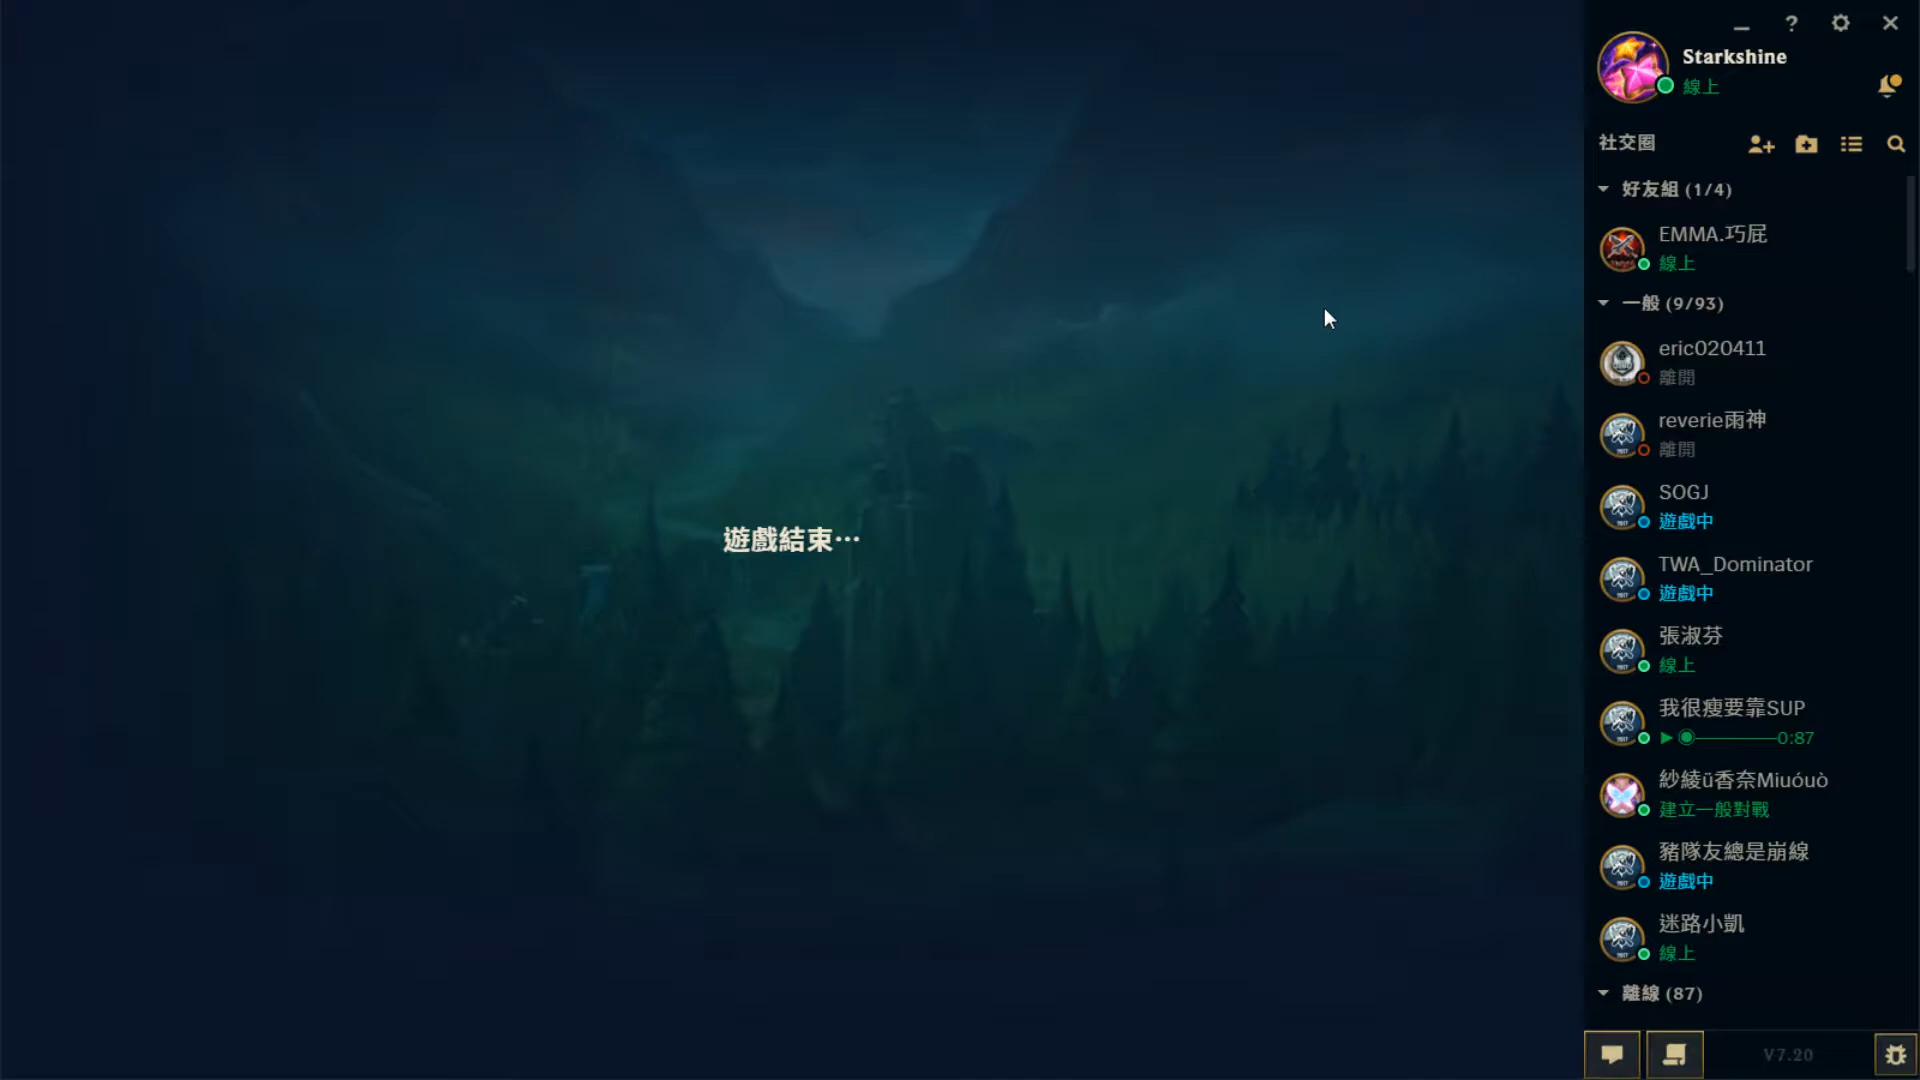 Starkshine
線上
社交圈
好友組 (1/4)
EMMA.巧屁
線上
一般 (9/93)
eric020411
離開
reverie雨神
離開
SOGJ
遊戲中
TWA_Dominator
遊戲中
張淑芬
線上
我很瘦要靠SUP
0:87
紗綾ü香奈Miuóuò
建立一般對戰
豬隊友總是崩線
遊戲中
迷路小凱
線上
離線 (87)
V7.20
遊戲結束…